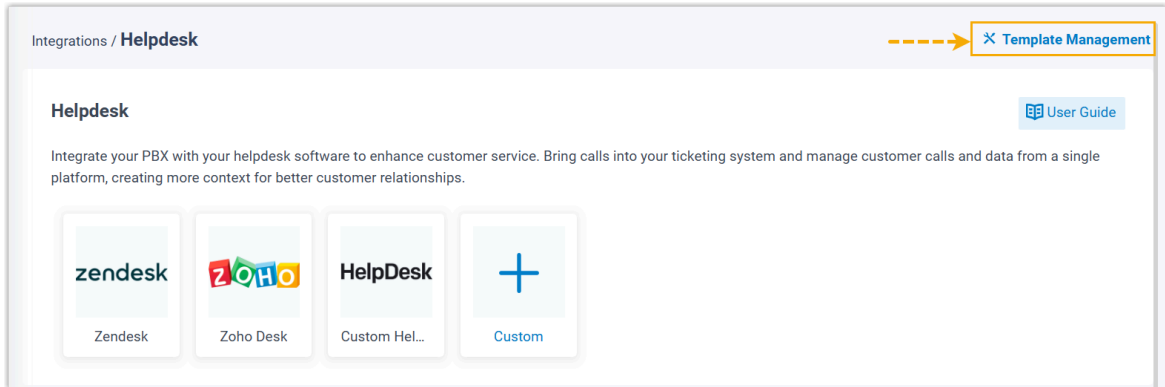 Integrations / Helpdesk
Template Management
Helpdesk
User Guide
Integrate your PBX with your helpdesk software to enhance customer service. Bring calls into your ticketing system and manage customer calls and data from a single
platform, creating more context for better customer relationships.
zendesk
ZOHO
HelpDesk
Zendesk
Zoho Desk
Custom Hel...
Custom